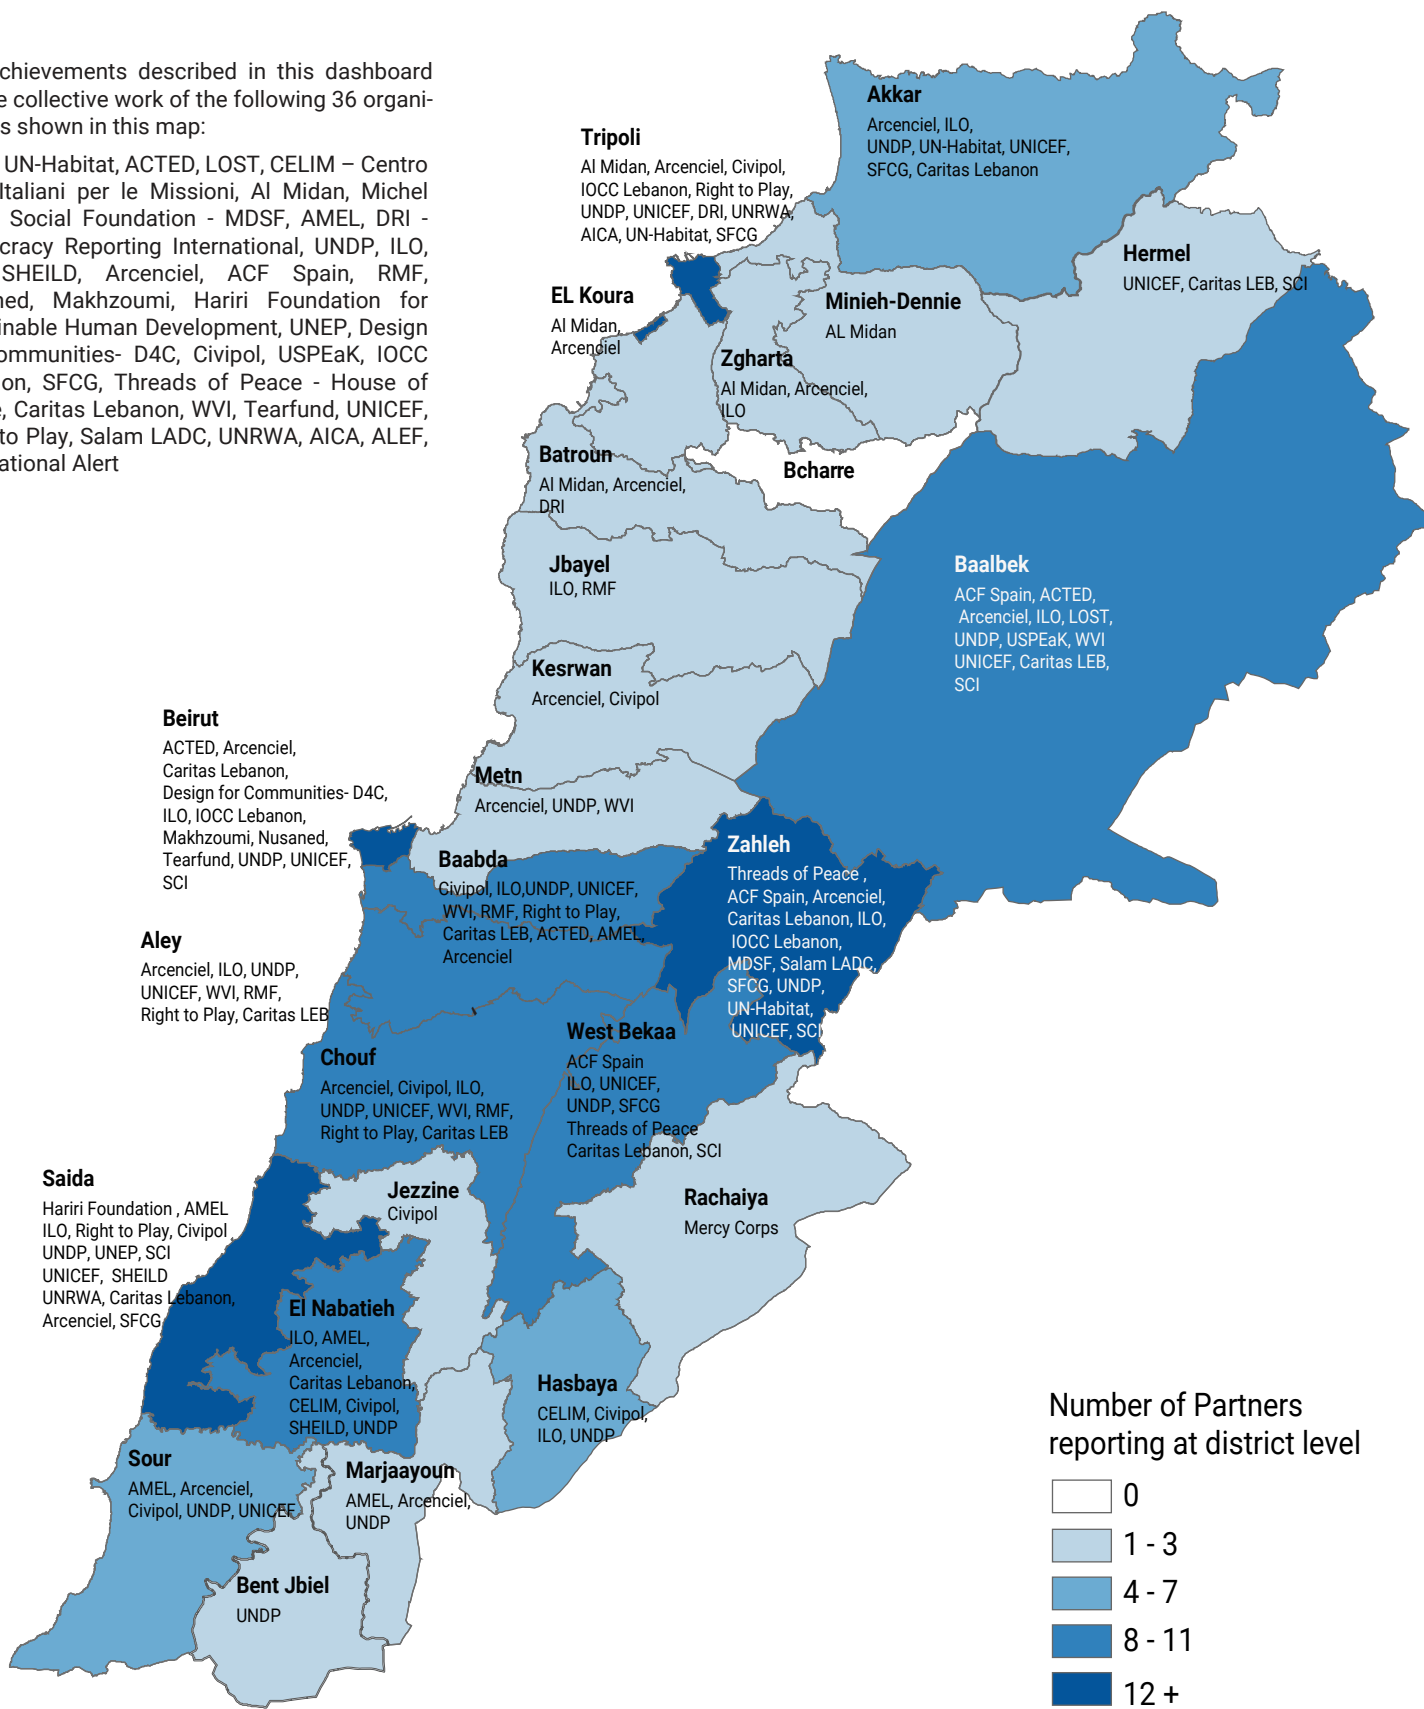 chievements described in this dashboard
e collective work of the following 36 organi-
s shown in this map:
UN-Habitat, ACTED, LOST, CELIM – Centro
Italiani per le Missioni, Al Midan, Michel
Social Foundation - MDSF, AMEL, DRI -
cracy Reporting International, UNDP, ILO,
SHEILD, Arcenciel, ACF Spain, RMF,
ned, Makhzoumi, Hariri Foundation for
inable Human Development, UNEP, Design
ommunities- D4C, Civipol, USPEaK, IOCC
on, SFCG, Threads of Peace - House of
e, Caritas Lebanon, WVI, Tearfund, UNICEF,
to Play, Salam LADC, UNRWA, AICA, ALEF,
ational Alert
Akkar
Arcenciel, ILO,
UNDP, UN-Habitat, UNICEF,
SFCG, Caritas Lebanon
Tripoli
Al Midan, Arcenciel, Civipol,
IOCC Lebanon, Right to Play,
UNDP, UNICEF, DRI, UNRWA,
AICA, UN-Habitat, SFCG
Hermel
UNICEF, Caritas LEB, SCI
EL Koura
Al Midan,
Arcenciel
Minieh-Dennie
AL Midan
Zgharta
Al Midan, Arcenciel,
ILO
Batroun
Al Midan, Arcenciel,
DRI
Bcharre
Jbayel
ILO, RMF
Baalbek
ACF Spain, ACTED,
Arcenciel, ILO, LOST,
UNDP, USPEaK, WVI
UNICEF, Caritas LEB,
SCI
Kesrwan
Arcenciel, Civipol
Beirut
ACTED, Arcenciel,
Caritas Lebanon,
Design for Communities- D4C,
ILO, IOCC Lebanon,
Makhzoumi, Nusaned,
Tearfund, UNDP, UNICEF,
SCI
Metn
Arcenciel, UNDP, WVI
Baabda
Civipol, ILO,UNDP, UNICEF,
WVI, RMF, Right to Play,
Caritas LEB, ACTED, AMEL,
Arcenciel
Zahleh
Threads of Peace ,
ACF Spain, Arcenciel,
Caritas Lebanon, ILO,
IOCC Lebanon,
MDSF, Salam LADC,
SFCG, UNDP,
UN-Habitat,
UNICEF, SCI
Aley
Arcenciel, ILO, UNDP,
UNICEF, WVI, RMF,
Right to Play, Caritas LEB
West Bekaa
ACF Spain
ILO, UNICEF,
UNDP, SFCG
Threads of Peace
Caritas Lebanon, SCI
Chouf
Arcenciel, Civipol, ILO,
UNDP, UNICEF, WVI, RMF,
Right to Play, Caritas LEB
Saida
Hariri Foundation , AMEL
ILO, Right to Play, Civipol
UNDP, UNEP, SCI
UNICEF, SHEILD
UNRWA, Caritas Lebanon,
Arcenciel, SFCG
Jezzine
Civipol
Rachaiya
Mercy Corps
El Nabatieh
ILO, AMEL,
Arcenciel,
Caritas Lebanon,
CELIM, Civipol,
SHEILD, UNDP
Hasbaya
CELIM, Civipol,
ILO, UNDP
Sour
AMEL, Arcenciel,
Civipol, UNDP, UNICEF
Marjaayoun
AMEL, Arcenciel,
UNDP
Bent Jbiel
UNDP
Number of Partners
reporting at district level
0
1 - 3
4 - 7
8 - 11
12 +